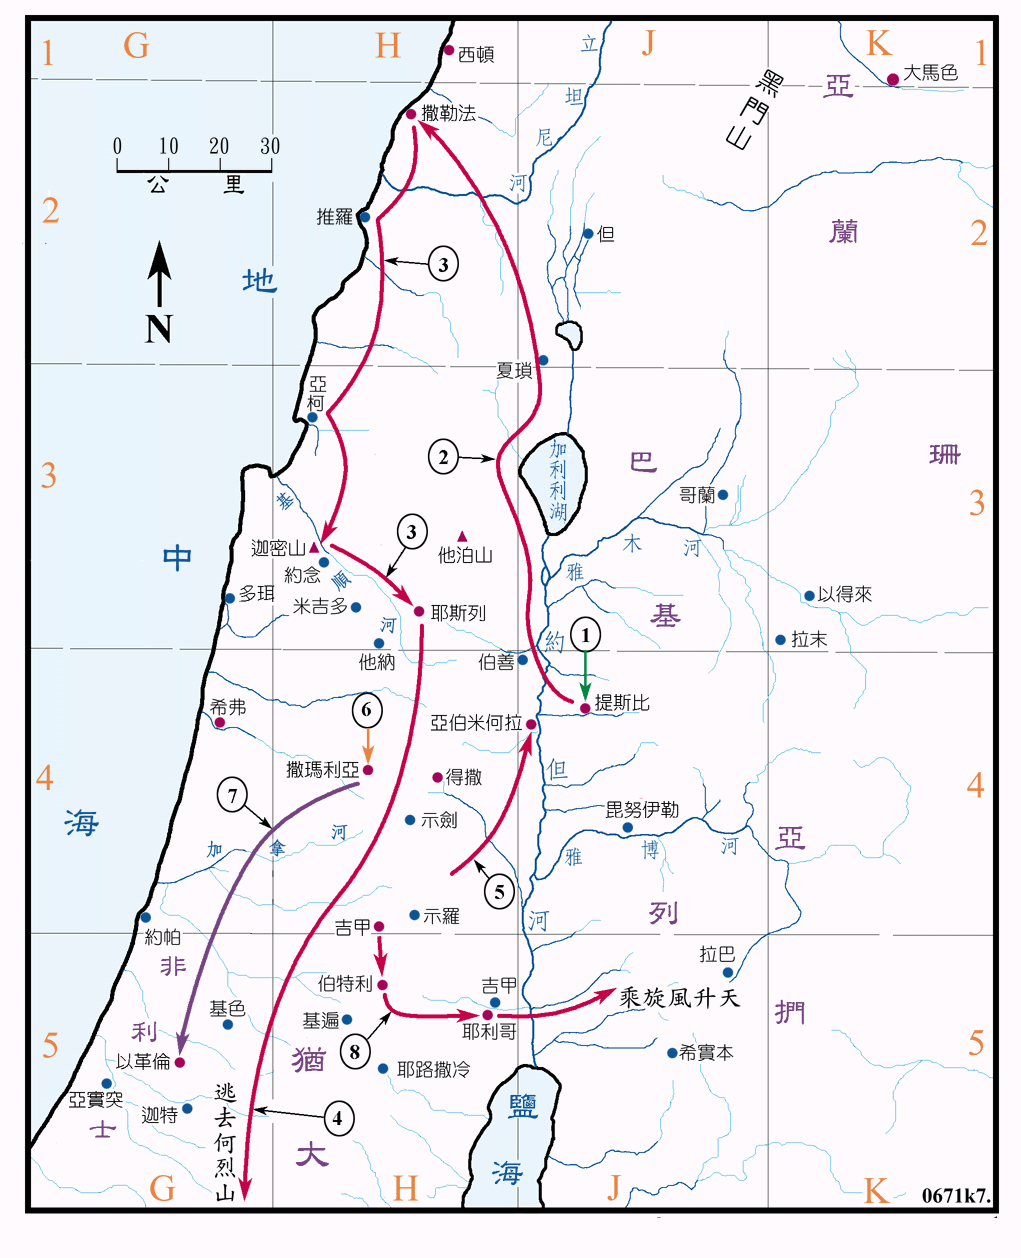 G
H
J
K
1
1
西頓
大馬色
立
坦
尼
河
黑門山
亞
蘭
撒勒法
0 10 20 30
公里
2
2
推羅
但
3
地
N
夏瑣
亞柯
2
加利利湖
巴
珊
3
3
哥蘭
基
順
河
迦密山
3
他泊山
雅
木
河
中
約念
多珥
米吉多
耶斯列
以得來
基
拉末
他納
伯善
約
1
希弗
6
亞伯米何拉
提斯比
4
4
撒瑪利亞
得撒
但
7
海
示劍
毘努伊勒
加
拿
河
雅
博
河
亞
5
列
約帕
吉甲
示羅
河
非
伯特利
吉甲
拉巴
乘旋風升天
捫
利
基色
基遍
耶利哥
5
5
以革倫
猶
8
希實本
耶路撒冷
亞實突
迦特
逃去何烈山
4
鹽
士
大
海
G
H
J
K
0671k7.